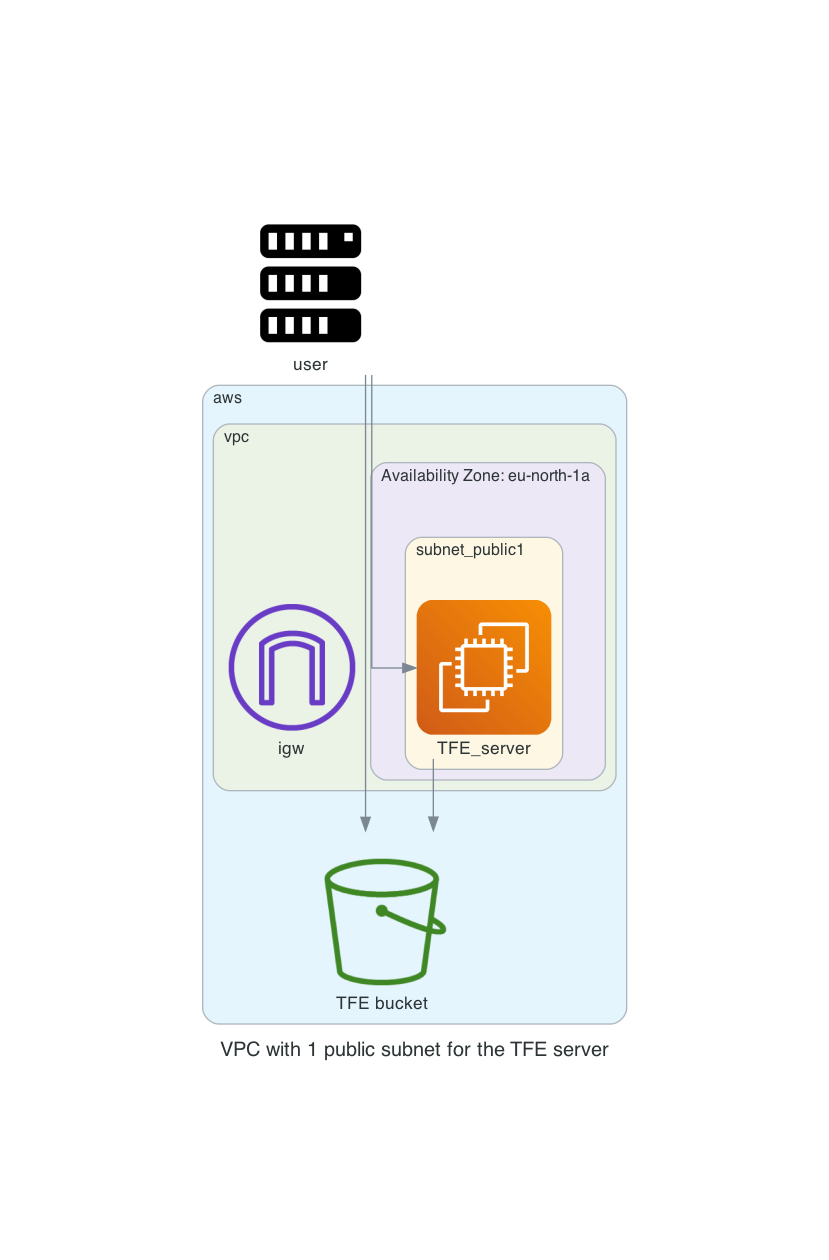 user
aws
vpc
Availability Zone: eu-north-1a
subnet_public1
igw
TFE_server
TFE bucket
VPC with 1 public subnet for the TFE server